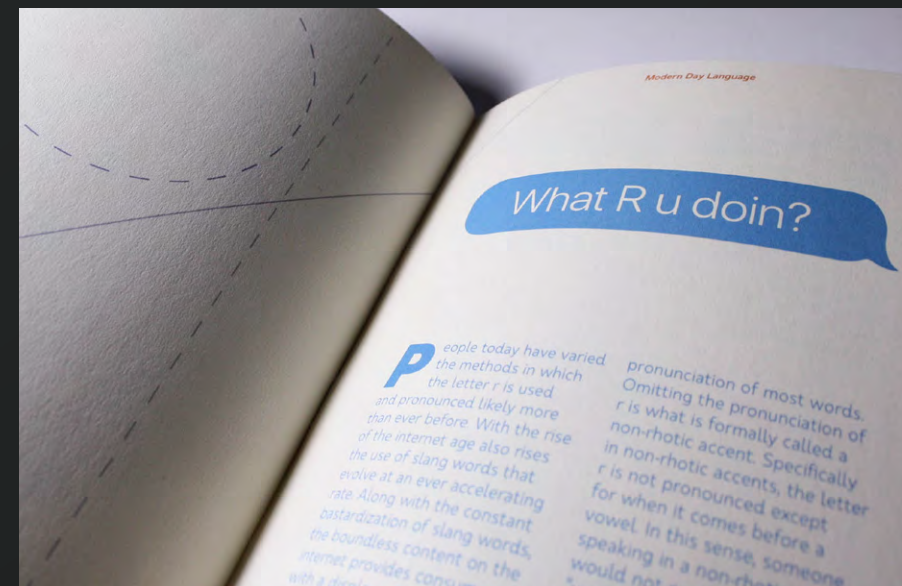 Modern Day Language
What R u doin?
People today have varied
the methods in which
the letter r is used
and pronounced likely more
than ever before. With the rise
of the internet age also rises
the use of slang words that
evolve at an ever accelerating
rate. Along with the constant
bastardization of slang words,
the boundless content on the
internet provides
with a
pronunciation of most words.
Omitting the pronunciation of
r is what is formally called a
non-rhotic accent. Specifically
in non-rhotic accents, the letter
r is not pronounced except
for when it comes before a
vowel. In this sense, someone
speaking in a
would not